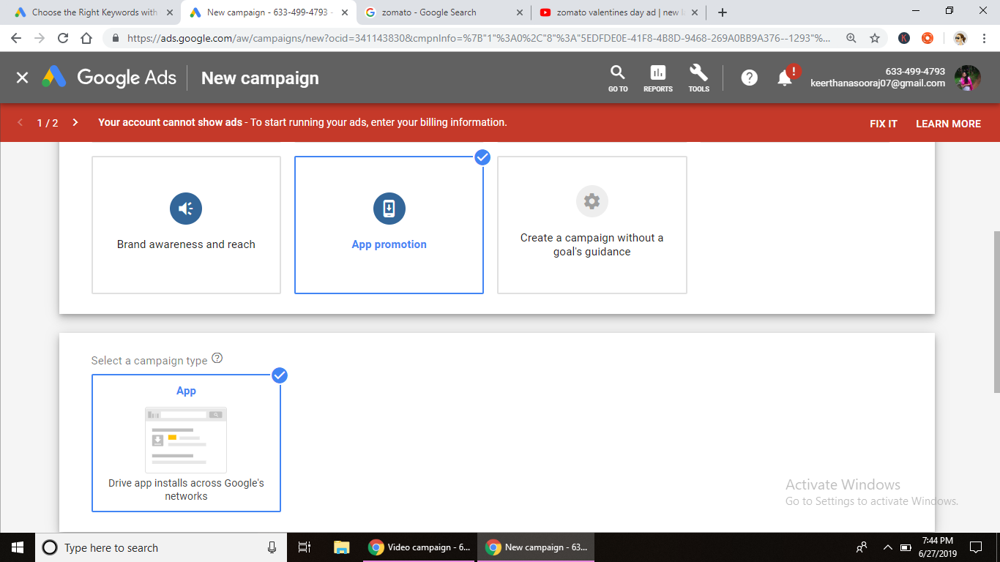 Choose the Right Keywords with
New campaign - 633-499-4793 -
zomato - Google Search
zomato valentines day ad | new
https://ads.google.com/aw/campaigns/new?ocid=341143830&cmpnInfo=%7B"1"%3A0%2C"8"%3A"5EDFDE0E-41F8-4B8D-9468-269A0BB9A376--1293"%...
K
Google Ads
New campaign
GO TO
REPORTS
TOOLS
?
!
633-499-4793
keerthanasooraj07@gmail.com
1 / 2
Your account cannot show ads - To start running your ads, enter your billing information.
FIX IT
LEARN MORE
Brand awareness and reach
App promotion
Create a campaign without a
goal's guidance
Select a campaign type ?
App
Drive app installs across Google's
networks
Activate Windows
Go to Settings to activate Windows.
Type here to search
Video campaign - 6...
New campaign - 63...
7:44 PM
6/27/2019